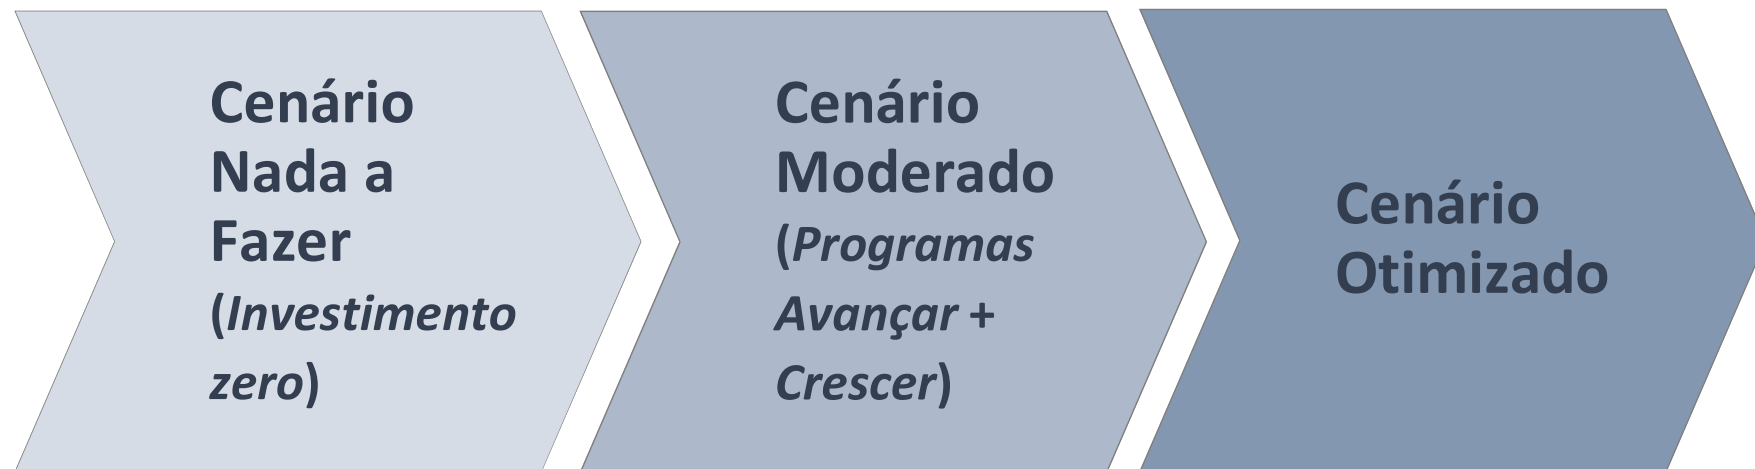 Cenário
Nada a
Fazer
(Investimento
zero)
Cenário
Moderado
(Programas
Avançar +
Crescer)
Cenário
Otimizado